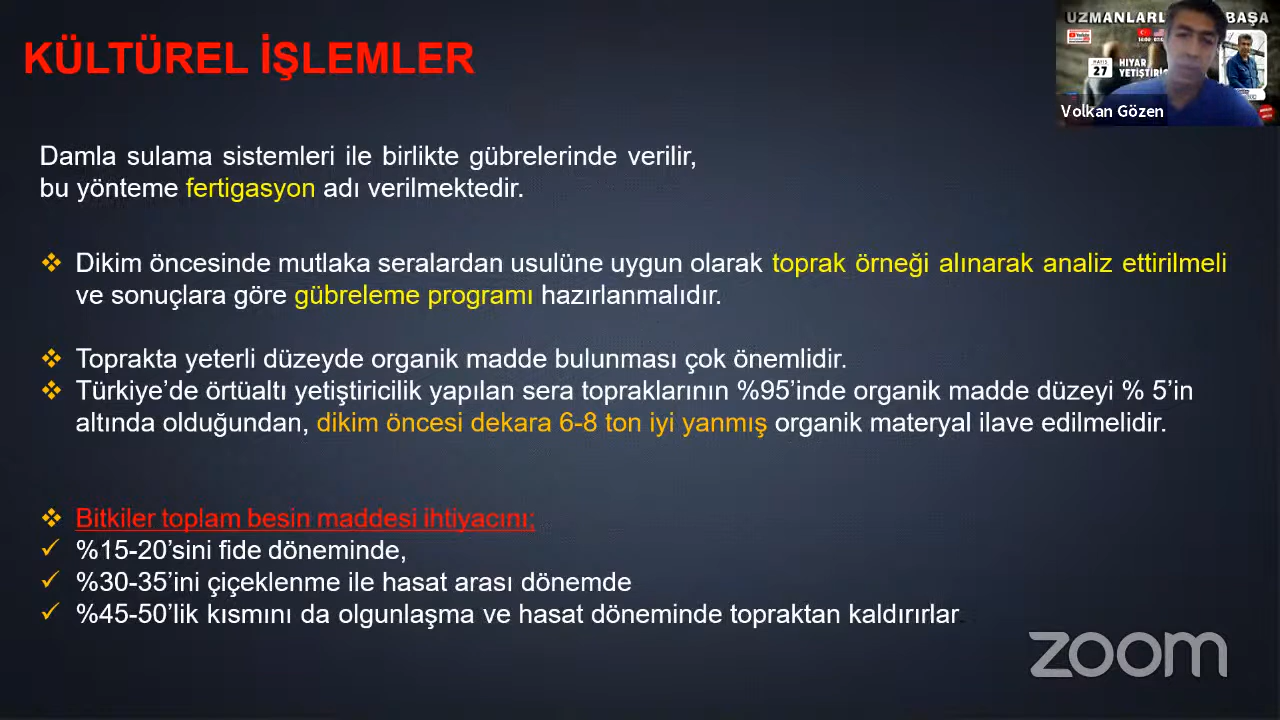 UZMANLARL BAŞA
KÜLTÜREL İŞLEMLER
MAYIS
27
HIYAR
YETİŞTİRİ
Volkan Gözen
Damla sulama sistemleri ile birlikte gübrelerinde verilir,
bu yönteme fertigasyon adı verilmektedir.
❖ Dikim öncesinde mutlaka seralardan usulüne uygun olarak toprak örneği alınarak analiz ettirilmeli
ve sonuçlara göre gübreleme programı hazırlanmalıdır.
❖ Toprakta yeterli düzeyde organik madde bulunması çok önemlidir.
❖ Türkiye’de örtüaltı yetiştiricilik yapılan sera topraklarının %95’inde organik madde düzeyi % 5’in
altında olduğundan, dikim öncesi dekara 6-8 ton iyi yanmış organik materyal ilave edilmelidir.
❖ Bitkiler toplam besin maddesi ihtiyacını;
✓ %15-20’sini fide döneminde,
✓ %30-35’ini çiçeklenme ile hasat arası dönemde
✓ %45-50’lik kısmını da olgunlaşma ve hasat döneminde topraktan kaldırırlar
zoom